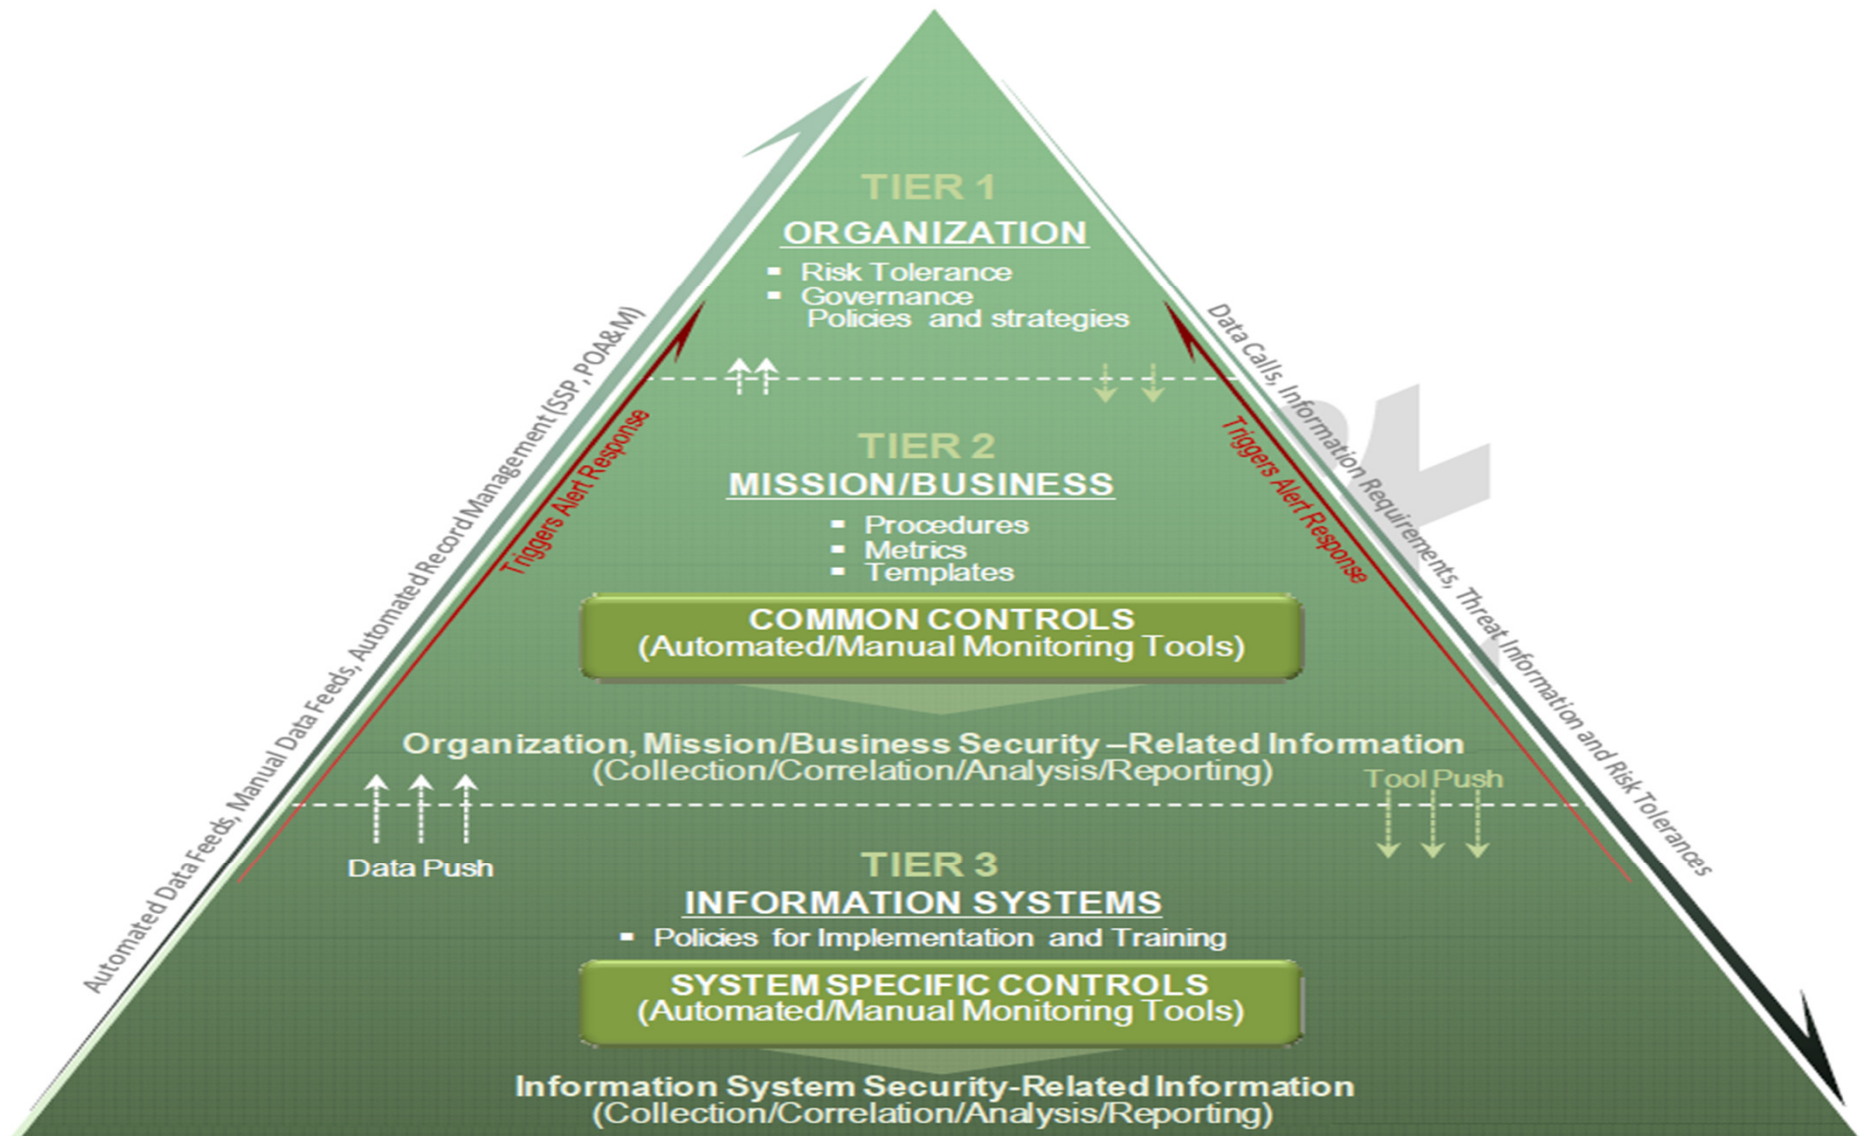 TIER 1
ORGANIZATION
▪ Risk Tolerance
▪ Governance
Policies and strategies
TIER 2
MISSION/BUSINESS
▪ Procedures
▪ Metrics
▪ Templates
COMMON CONTROLS
(Automated/Manual Monitoring Tools)
Organization, Mission/Business Security –Related Information
(Collection/Correlation/Analysis/Reporting)
Tool Push
Data Push
TIER 3
INFORMATION SYSTEMS
▪ Policies for Implementation and Training
SYSTEM SPECIFIC CONTROLS
(Automated/Manual Monitoring Tools)
Information System Security-Related Information
(Collection/Correlation/Analysis/Reporting)
Automated Data Feeds, Manual Data Feeds, Automated Record Management (SSP, POA&M)
Triggers Alert Response
Triggers Alert Response
Data Calls, Information Requirements, Threat Information and Risk Tolerances